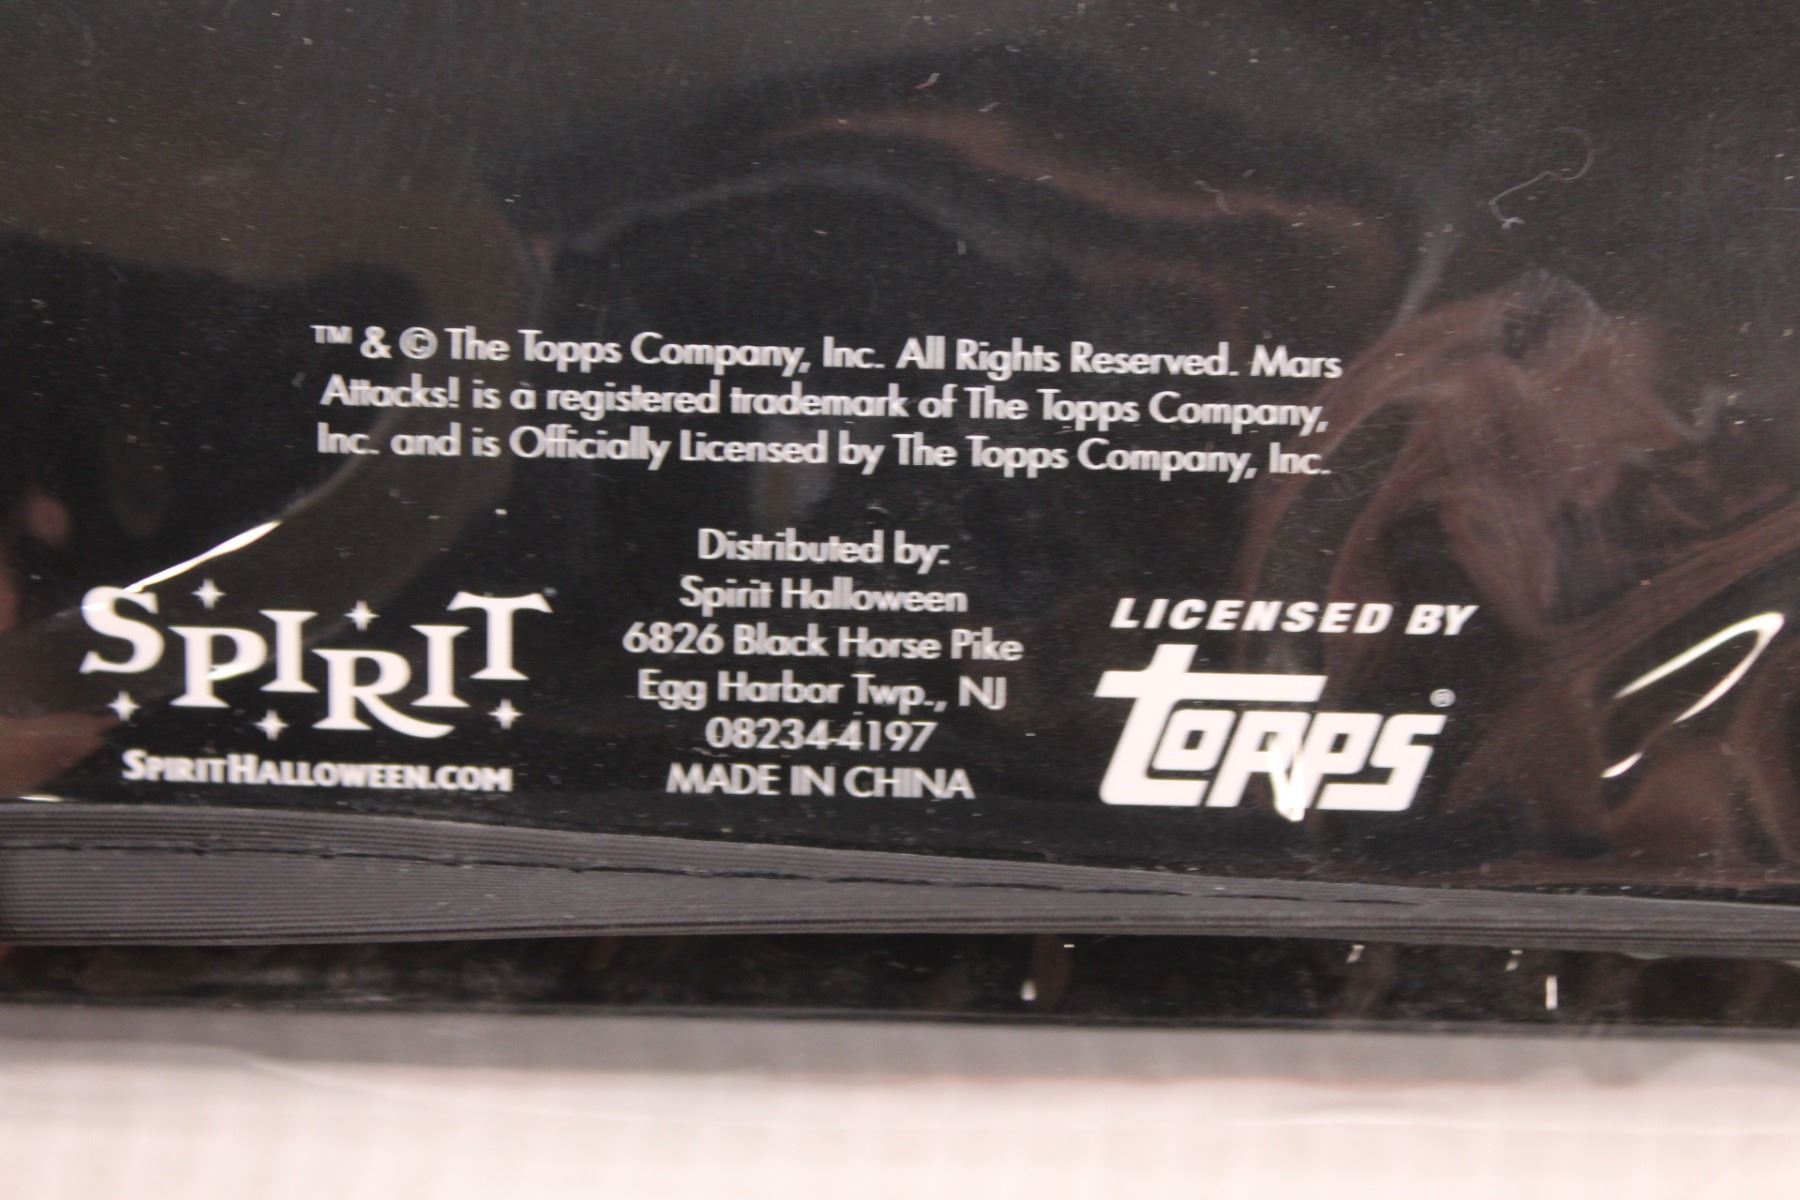 ™ & © The Topps Company, Inc. All Rights Reserved. Mars
Attacks! is a registered trademark of The Topps Company,
Inc. and is Officially Licensed by The Topps Company, Inc.
SPIRIT
SPIRITHALLOWEEN.COM
Distributed by:
Spirit Halloween
6826 Black Horse Pike
Egg Harbor Twp., NJ
08234-4197
MADE IN CHINA
LICENSED BY
topps®